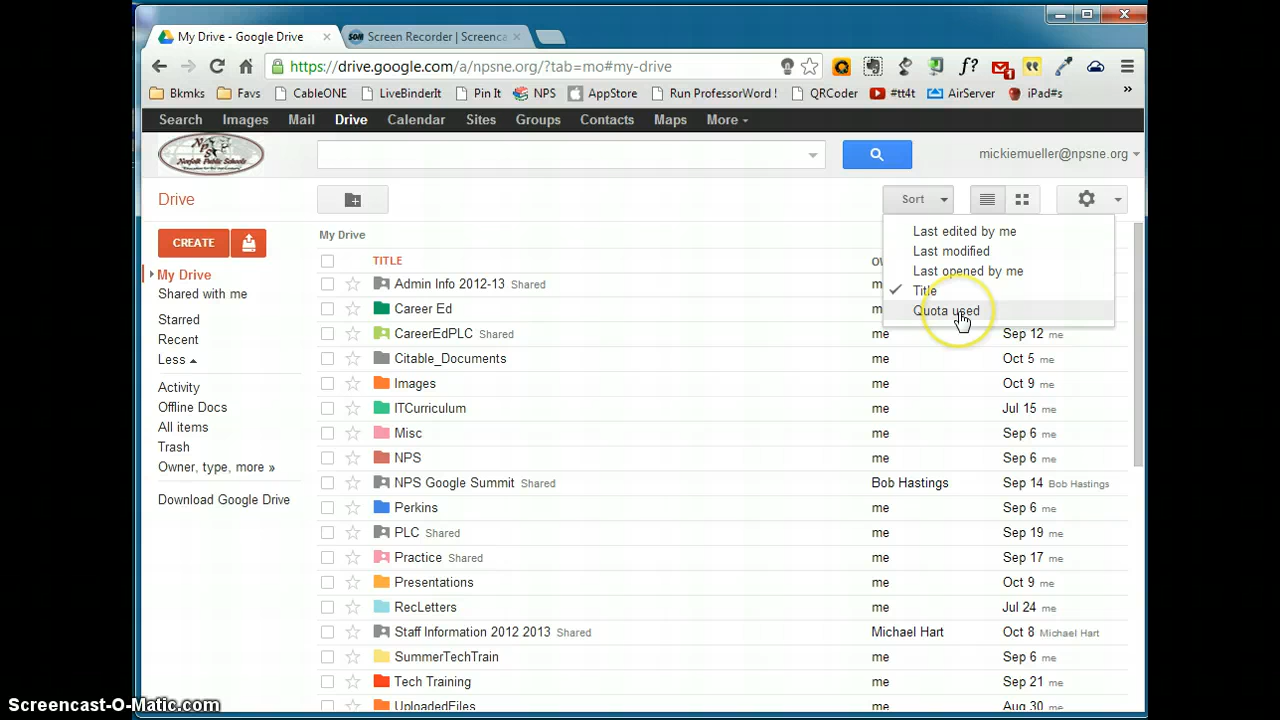 My Drive - Google Drive
Screen Recorder | Screenca
https://drive.google.com/a/npsne.org/?tab=mo#my-drive
Bkmks Favs CableONE LiveBinderIt Pin It NPS AppStore Run ProfessorWord ! QRCoder #tt4t AirServer iPad#s »
Search Images Mail Drive Calendar Sites Groups Contacts Maps More
Norfolk Public Schools
mickiemueller@npsne.org
Drive
Sort
CREATE
My Drive
Shared with me
Starred
Recent
Less
Activity
Offline Docs
All items
Trash
Owner, type, more »
Download Google Drive
Last edited by me
Last modified
Last opened by me
Title
Quota used
My Drive
TITLE
Admin Info 2012-13 Shared
Career Ed
CareerEdPLC Shared me Sep 12 me
Citable_Documents me Oct 5 me
Images me Oct 9 me
ITCurriculum me Jul 15 me
Misc me Sep 6 me
NPS me Sep 6 me
NPS Google Summit Shared Bob Hastings Sep 14 Bob Hastings
Perkins me Sep 6 me
PLC Shared me Sep 19 me
Practice Shared me Sep 17 me
Presentations me Oct 9 me
RecLetters me Jul 24 me
Staff Information 2012 2013 Shared Michael Hart Oct 8 Michael Hart
SummerTechTrain me Sep 6 me
Tech Training me Sep 6 me
UploadedFiles me Aug 30 me
Screencast-O-Matic.com